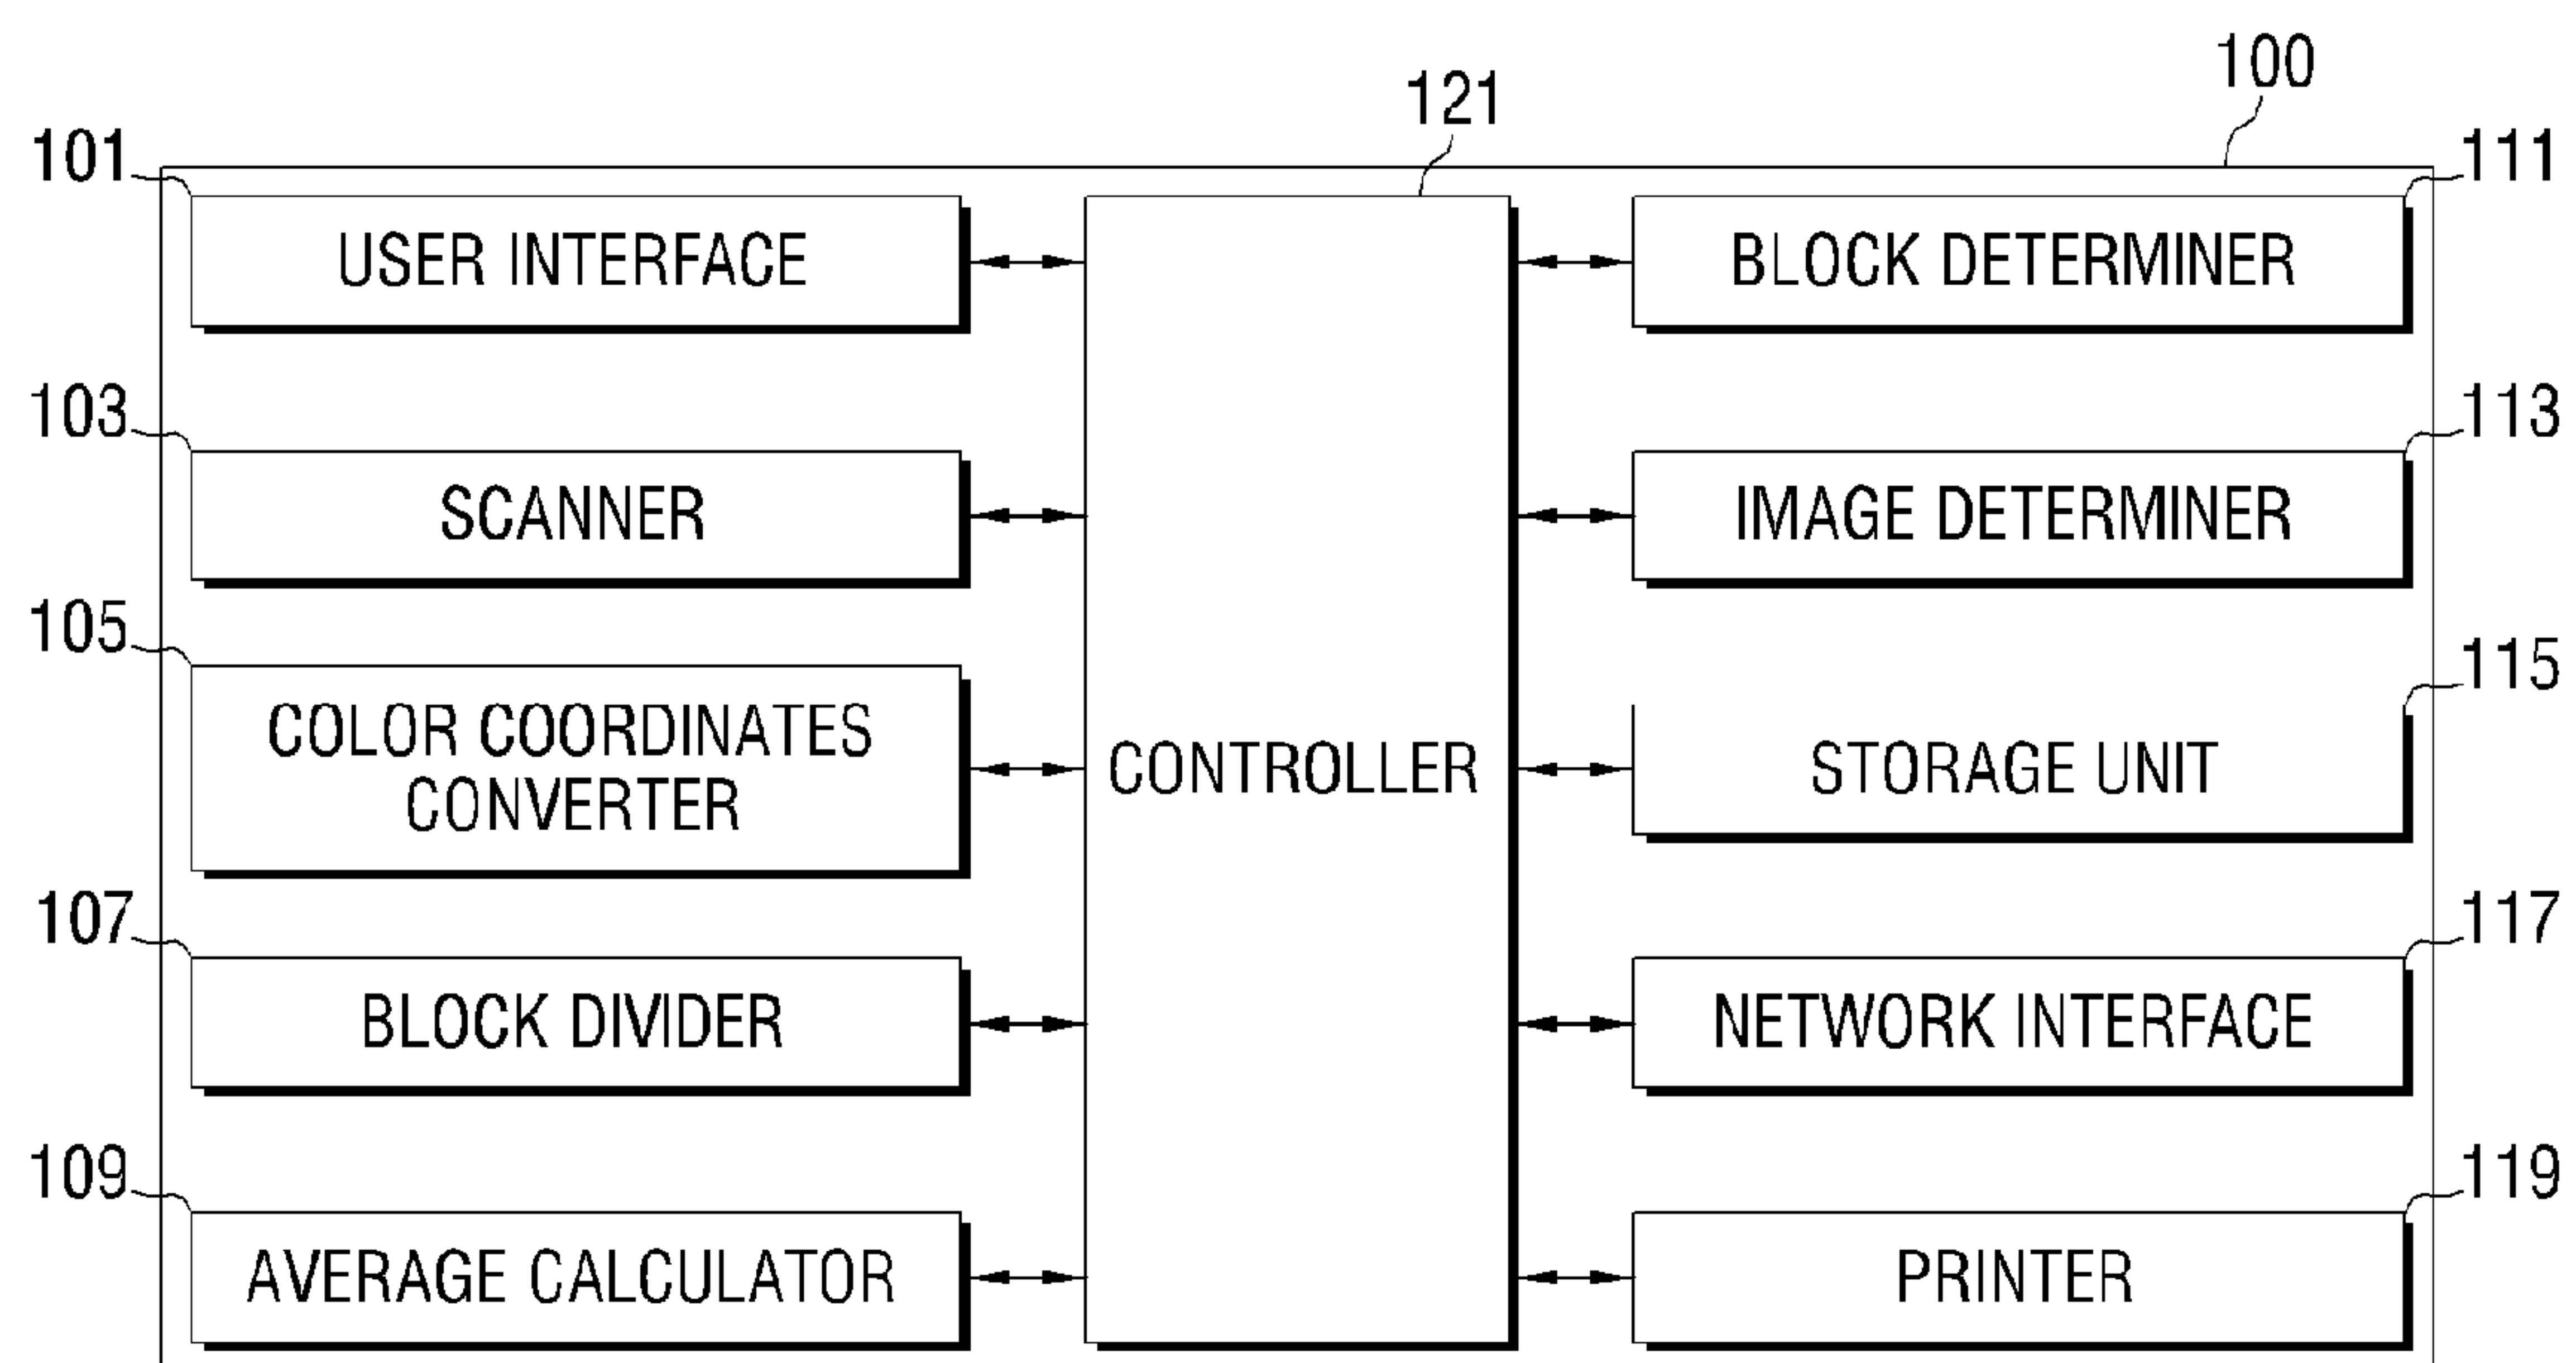 100
121
101
111
USER INTERFACE
BLOCK DETERMINER
103
113
SCANNER
IMAGE DETERMINER
105
115
COLOR COORDINATES
CONVERTER
CONTROLLER
STORAGE UNIT
107
117
BLOCK DIVIDER
NETWORK INTERFACE
109
119
AVERAGE CALCULATOR
PRINTER